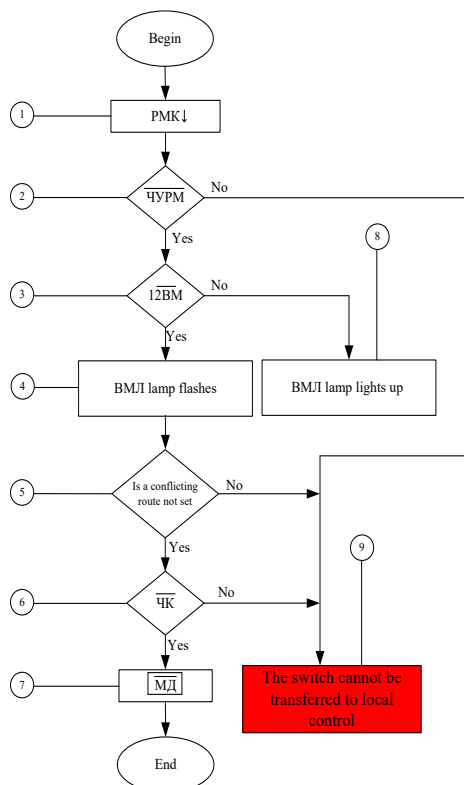 Begin
1
РМК↓
2
ЧУРМ
No
Yes
8
3
12ВМ
No
Yes
4
ВМЛ lamp flashes
ВМЛ lamp lights up
5
Is a conflicting
route not set
No
Yes
9
6
ЧК
No
Yes
7
МД
The switch cannot be
transferred to local
control
End